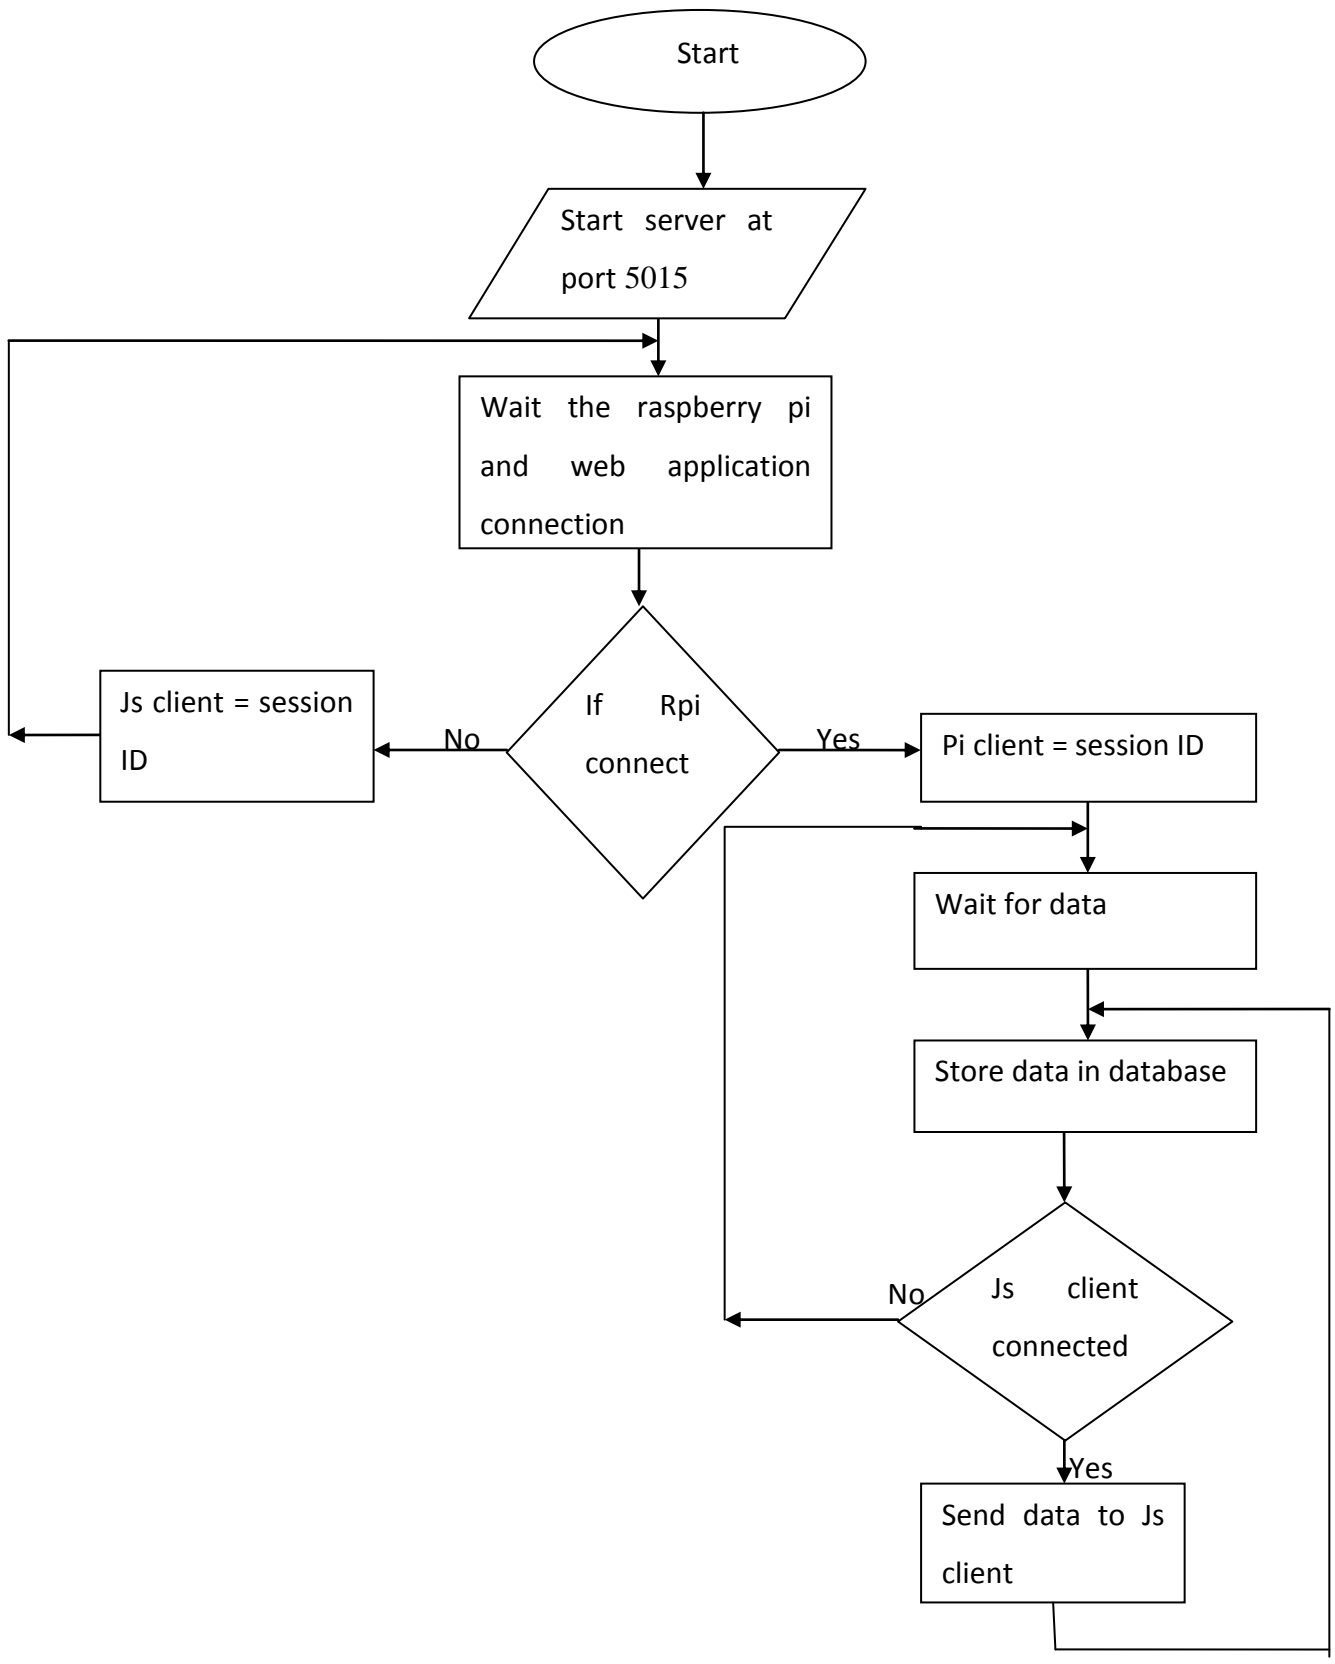 Start
Start server at
port 5015
Wait the raspberry pi
and web application
connection
If Rpi
connect
No
Yes
Js client = session
ID
Pi client = session ID
Wait for data
Store data in database
Js client
connected
No
Yes
Send data to Js
client